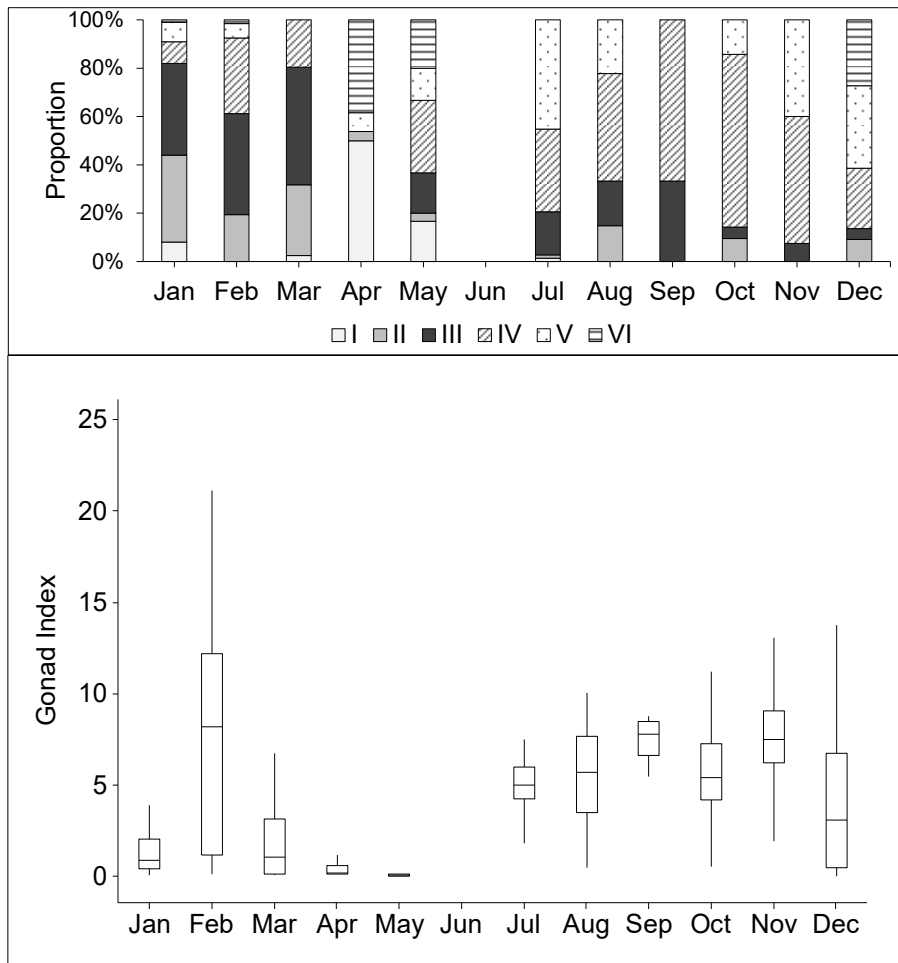 Proportion
100%
80%
60%
40%
20%
0%
Jan Feb Mar Apr May Jun Jul Aug Sep Oct Nov Dec
I II III IV V VI
Gonad Index
25
20
15
10
5
0
Jan Feb Mar Apr May Jun Jul Aug Sep Oct Nov Dec